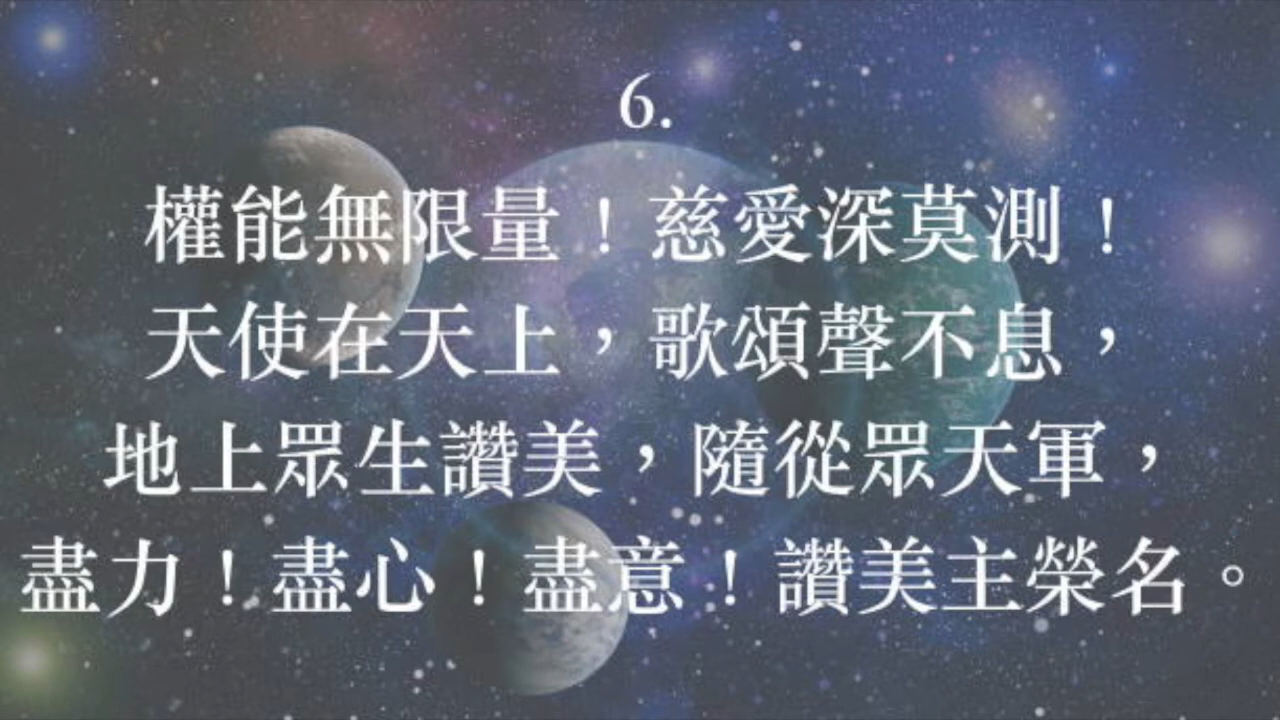 6.
權能無限量！慈愛深莫測！
天使在天上，歌頌聲不息，
地上眾生讚美，隨從眾天軍，
盡力！盡心！盡意！讚美主榮名。